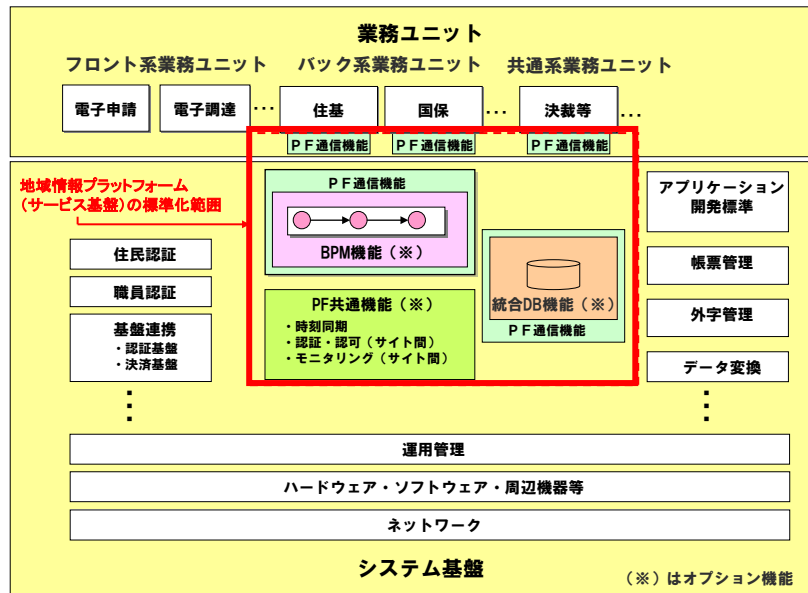 業務ユニット
フロント系業務ユニット
バック系業務ユニット
共通系業務ユニット
電子申請
電子調達
・・・
住基
国保
・・・
決裁等
・・・
PF通信機能
PF通信機能
PF通信機能
地域情報プラットフォーム
(サービス基盤)の標準化範囲
PF通信機能
BPM機能(※)
アプリケーション
開発標準
住民認証
職員認証
基盤連携
・認証基盤
・決済基盤
PF共通機能(※)
・時刻同期
・認証・認可(サイト間)
・モニタリング(サイト間)
統合DB機能(※)
PF通信機能
帳票管理
外字管理
データ変換
運用管理
ハードウェア・ソフトウェア・周辺機器等
ネットワーク
システム基盤
(※)はオプション機能